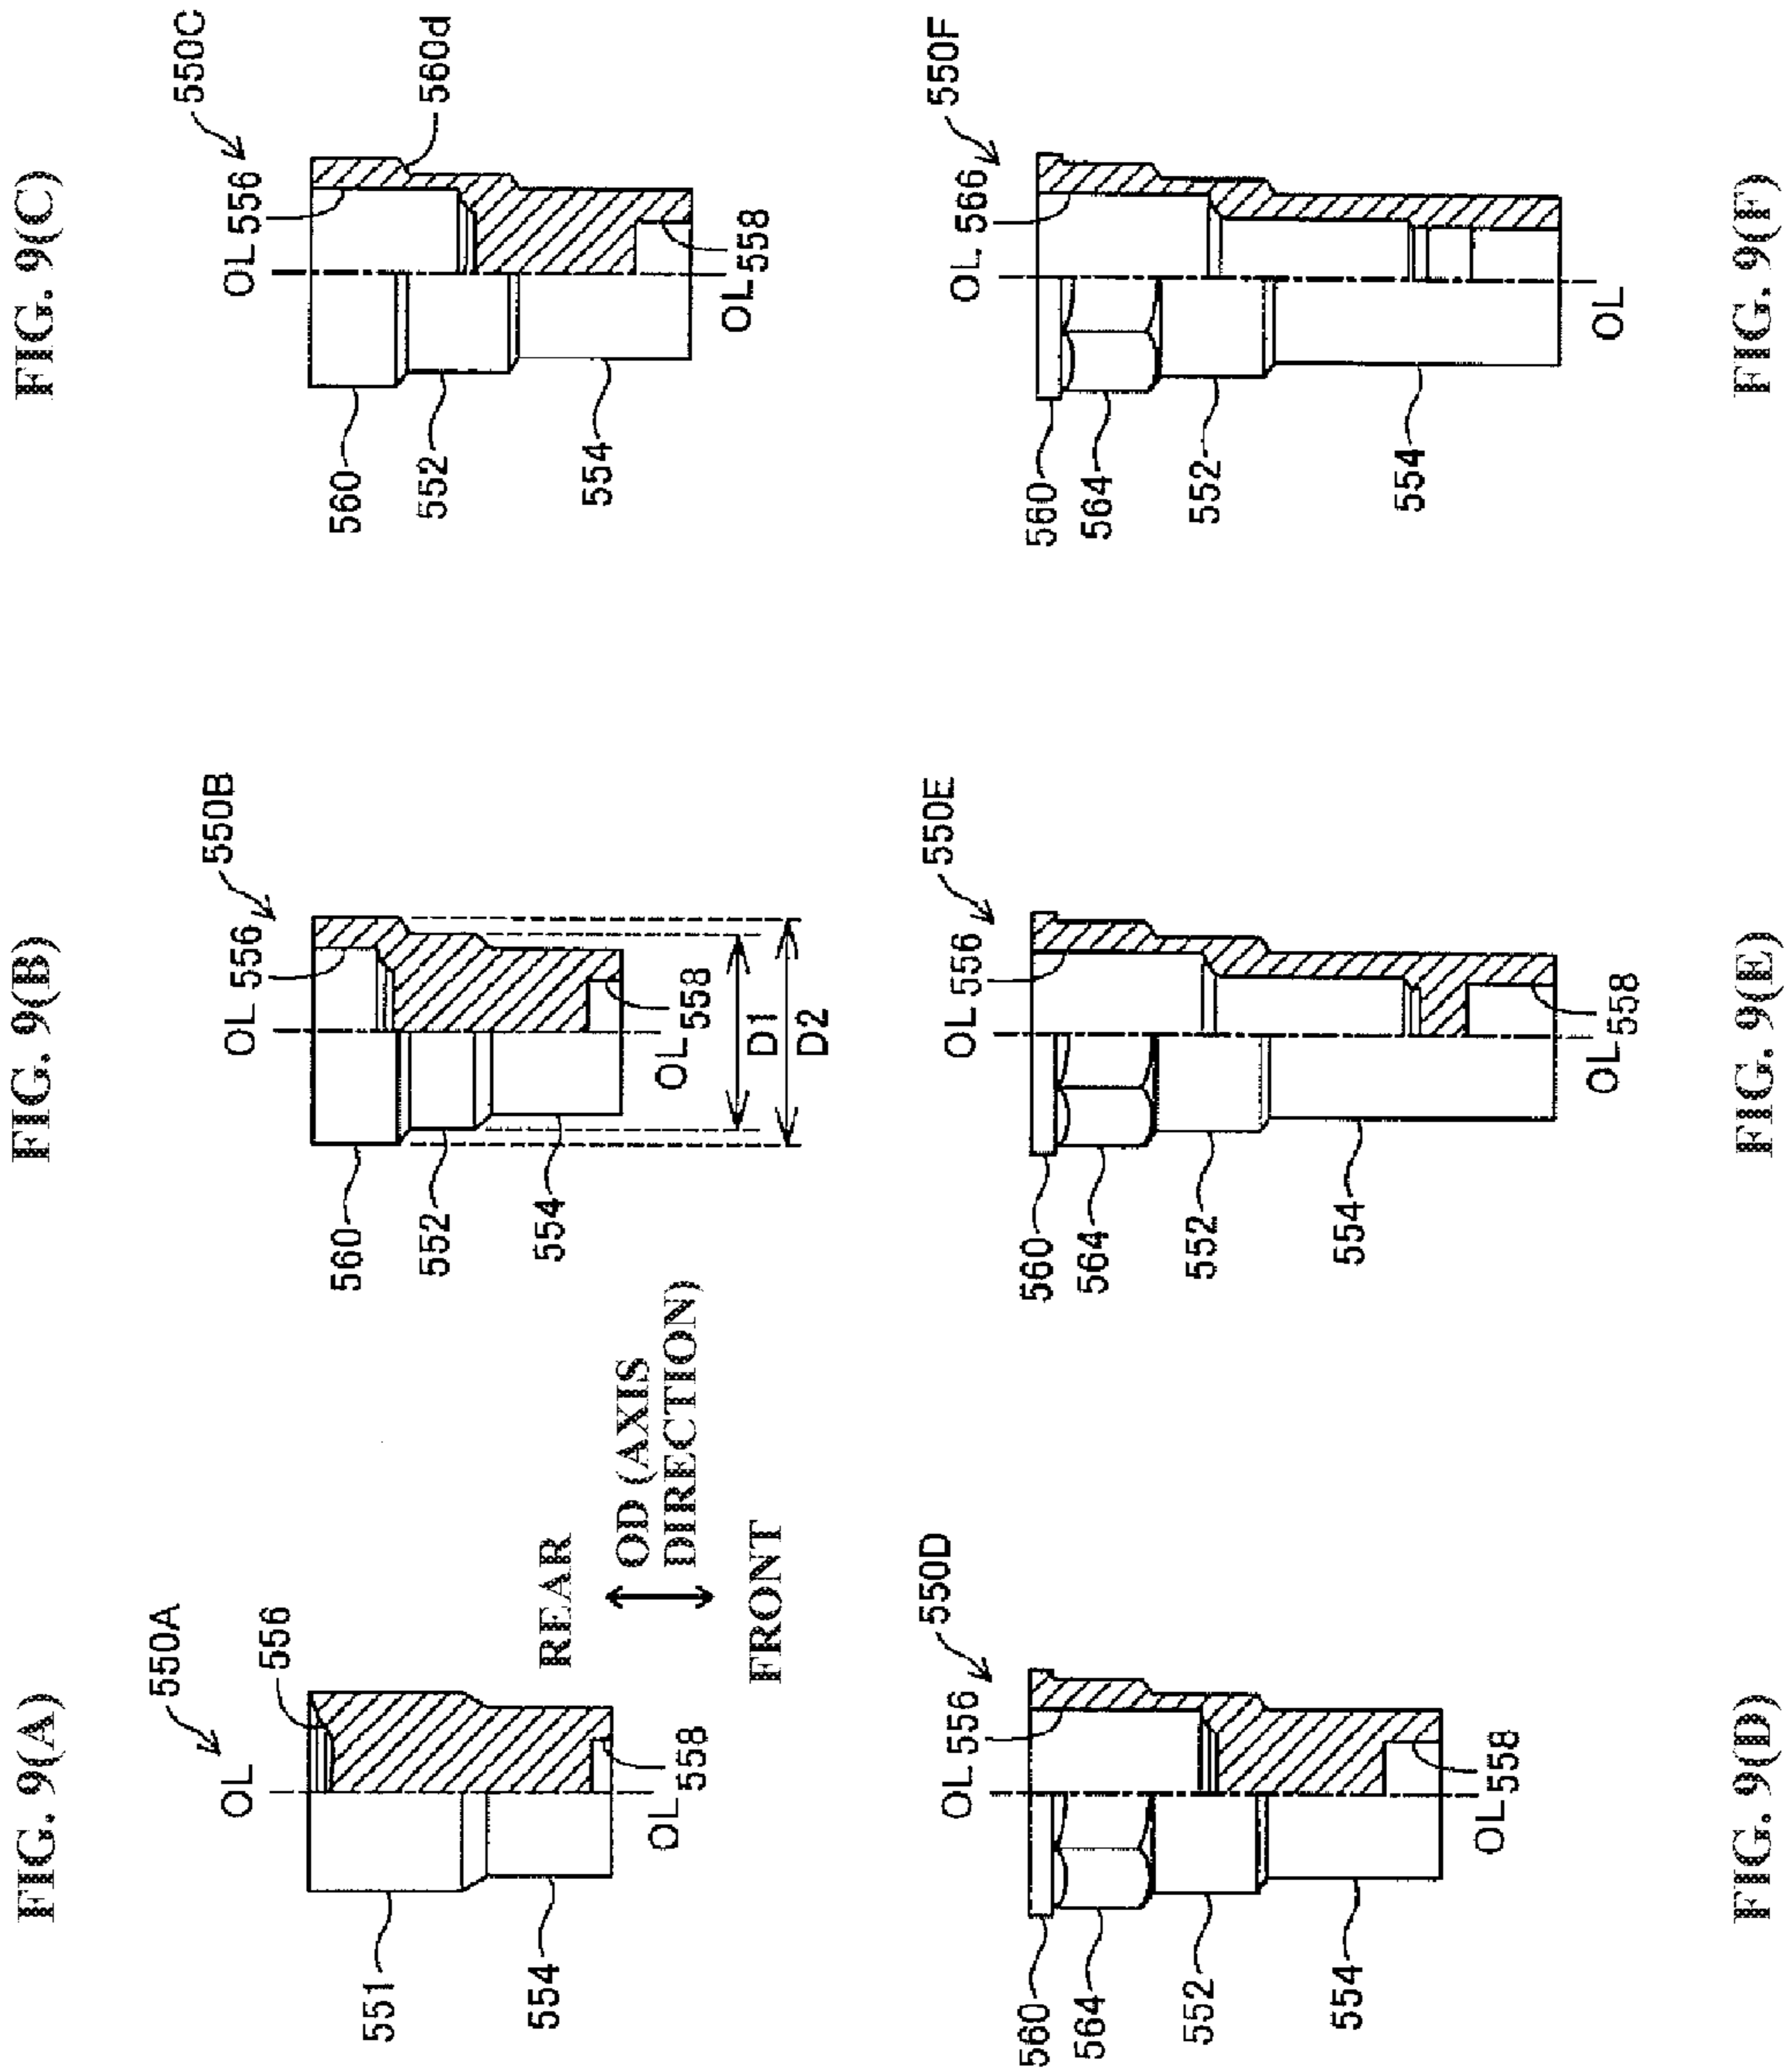 FIG. 9(A)
550A
OL
556
551
554
OL
558
REAR
OD (AXIS
DIRECTION)
FRONT
FIG. 9(B)
550B
OL
556
560
552
554
OL
558
D1
D2
FIG. 9(C)
550C
OL
556
560d
560
552
554
OL
558
550D
OL
556
560
564
552
554
OL
558
FIG. 9(D)
550E
OL
556
560
564
552
554
OL
558
FIG. 9(E)
550F
OL
566
560
564
552
554
OL
FIG. 9(F)